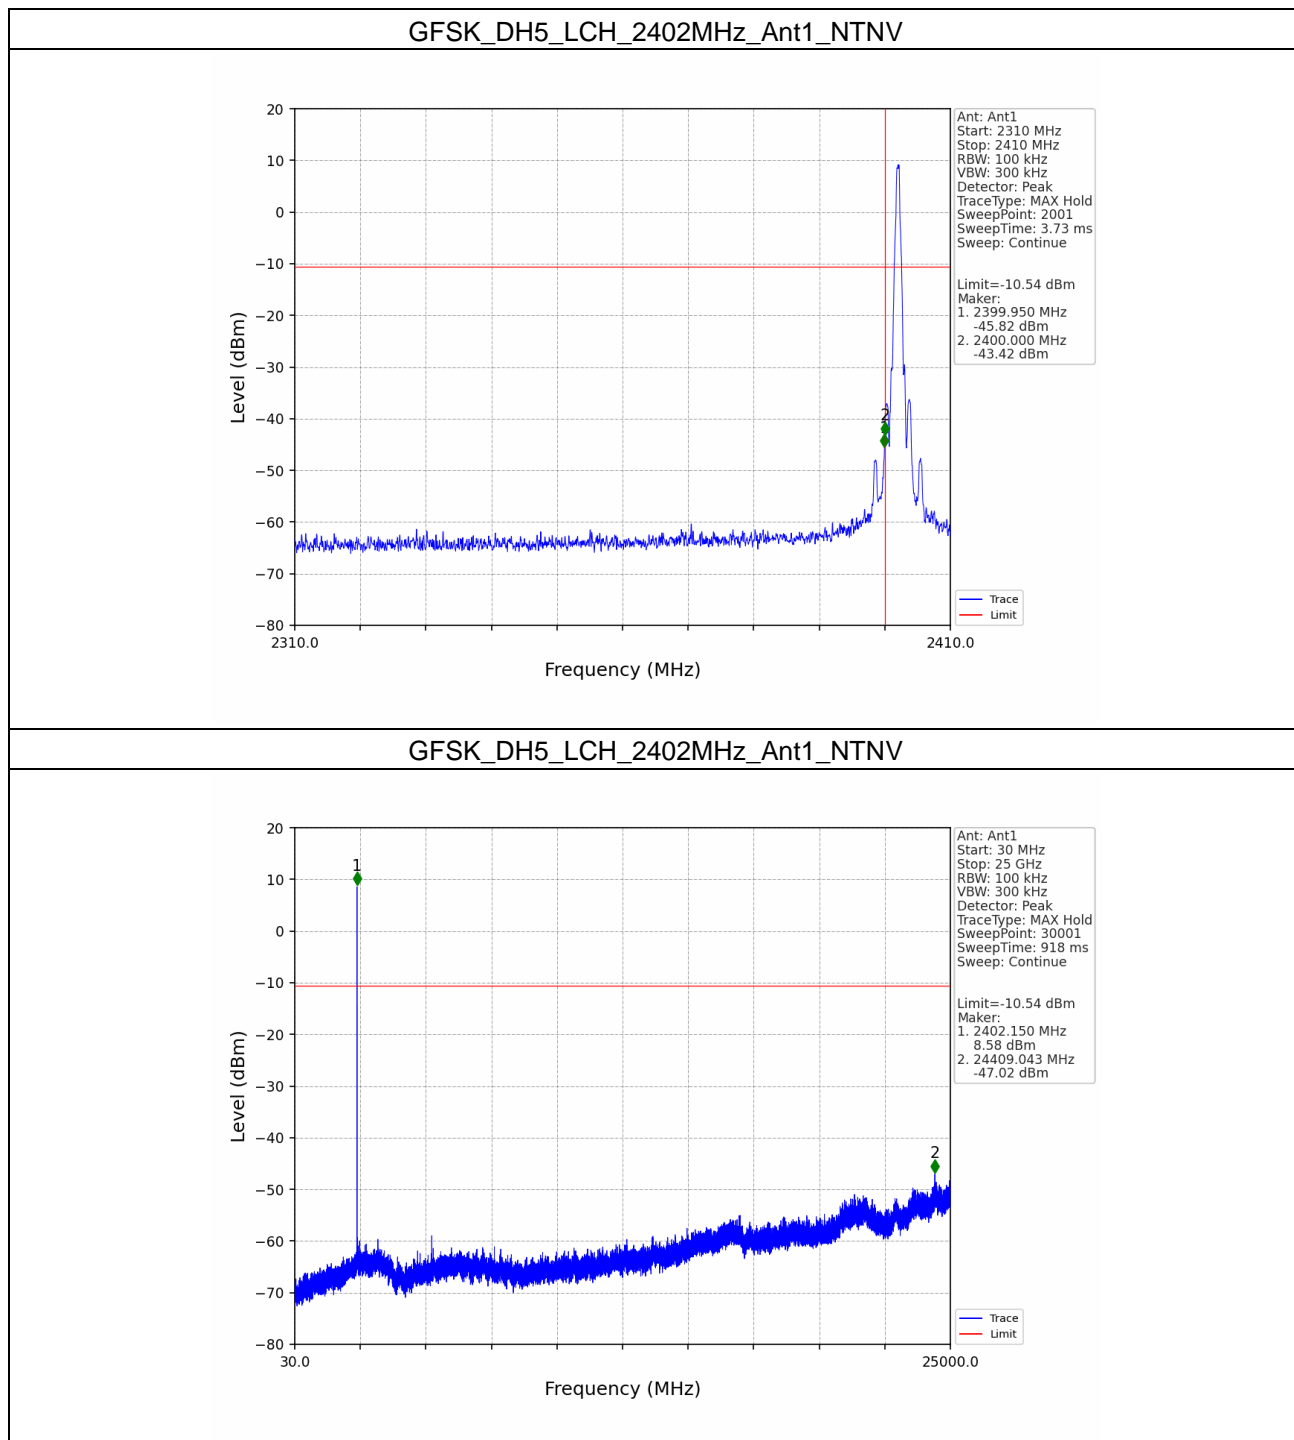 GFSK_DH5_LCH_2402MHz_Ant1_NTNV
20
10
0
−10
−20
−30
−40
−50
−60
−70
−80
Level (dBm)
2310.0
2410.0
Frequency (MHz)
2
Ant: Ant1
Start: 2310 MHz
Stop: 2410 MHz
RBW: 100 kHz
VBW: 300 kHz
Detector: Peak
TraceType: MAX Hold
SweepPoint: 2001
SweepTime: 3.73 ms
Sweep: Continue
Limit=-10.54 dBm
Maker:
1. 2399.950 MHz
-45.82 dBm
2. 2400.000 MHz
-43.42 dBm
Trace
Limit
GFSK_DH5_LCH_2402MHz_Ant1_NTNV
20
10
0
−10
−20
−30
−40
−50
−60
−70
−80
Level (dBm)
30.0
25000.0
Frequency (MHz)
1
2
Ant: Ant1
Start: 30 MHz
Stop: 25 GHz
RBW: 100 kHz
VBW: 300 kHz
Detector: Peak
TraceType: MAX Hold
SweepPoint: 30001
SweepTime: 918 ms
Sweep: Continue
Limit=-10.54 dBm
Maker:
1. 2402.150 MHz
8.58 dBm
2. 24409.043 MHz
-47.02 dBm
Trace
Limit